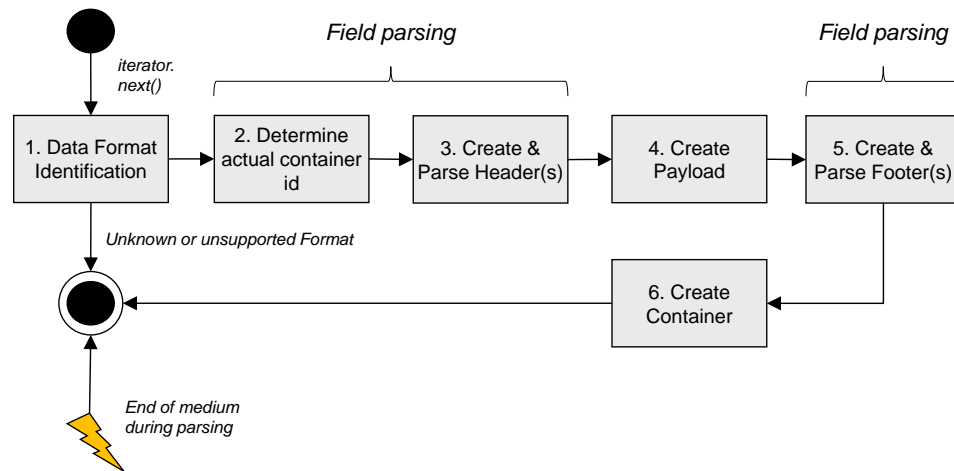 Field parsing
Field parsing
iterator.
next()
1. Data Format
Identification
2. Determine
actual container
id
3. Create &
Parse Header(s)
4. Create
Payload
5. Create &
Parse Footer(s)
Unknown or unsupported Format
6. Create
Container
End of medium
during parsing